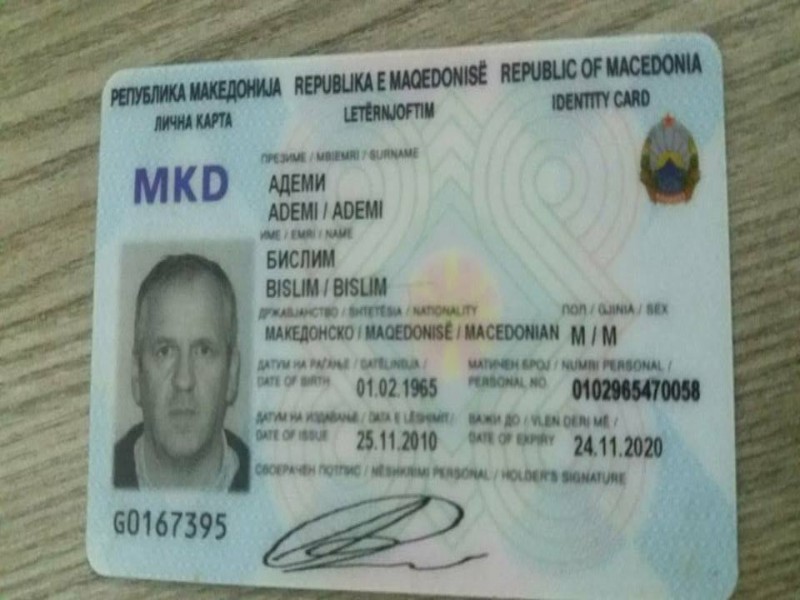 РЕПУБЛИКА МАКЕДОНИЈА REPUBLIKA E MAQEDONISË REPUBLIC OF MACEDONIA
ЛИЧНА КАРТА LETËRNJOFTIM IDENTITY CARD
ПРЕЗИМЕ / MBIEMRI / SURNAME
MKD
АДЕМИ
ADEMI / ADEMI
ИМЕ / EMRI / NAME
БИСЛИМ
BISLIM / BISLIM
ДРЖАВЈАНСТВО / SHTETËSIA / NATIONALITY ПОЛ / GJINIA / SEX
МАКЕДОНСКО / MAQEDONISË / MACEDONIAN M / M
ДАТУМ НА РАЃАЊЕ / DATËLINDJA / МАТИЧЕН БРОЈ / NUMRI PERSONAL /
DATE OF BIRTH 01.02.1965 PERSONAL NO. 0102965470058
ДАТУМ НА ИЗДАВАЊЕ / DATA E LËSHIMIT / ВАЖИ ДО / VLEN DERI MË /
DATE OF ISSUE 25.11.2010 DATE OF EXPIRY 24.11.2020
СВОЕРАЧЕН ПОТПИС / NËNSHKRIMI PERSONAL / HOLDER'S SIGNATURE
G0167395